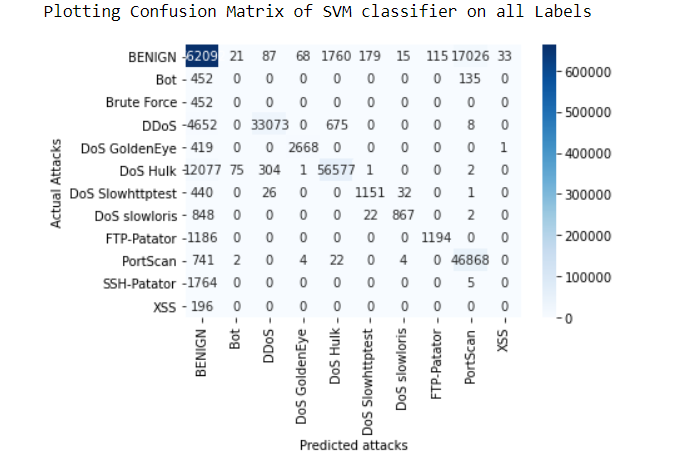 Plotting Confusion Matrix of SVM classifier on all Labels
Actual Attacks
BENIGN 6209 21 87 68 1760 179 15 115 17026 33
Bot 452 0 0 0 0 0 0 0 135 0
Brute Force 452 0 0 0 0 0 0 0 0 0
DDoS 4652 0 33073 0 675 0 0 0 8 0
DoS GoldenEye 419 0 0 2668 0 0 0 0 0 1
DoS Hulk 12077 75 304 1 56577 1 0 0 2 0
DoS Slowhttptest 440 0 26 0 0 1151 32 0 1 0
DoS slowloris 848 0 0 0 0 22 867 0 2 0
FTP-Patator 1186 0 0 0 0 0 0 1194 0 0
PortScan 741 2 0 4 22 0 4 0 46868 0
SSH-Patator 1764 0 0 0 0 0 0 0 5 0
XSS 196 0 0 0 0 0 0 0 0 0
BENIGN
Bot
DDoS
DoS GoldenEye
DoS Hulk
DoS Slowhttptest
DoS slowloris
FTP-Patator
PortScan
XSS
Predicted attacks
600000
500000
400000
300000
200000
100000
0